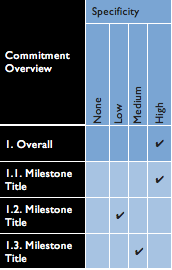 Specificity
Commitment
Overview
None
Low
Medium
High
1. Overall ✔
1.1. Milestone
Title ✔
1.2. Milestone
Title ✔
1.3. Milestone
Title ✔